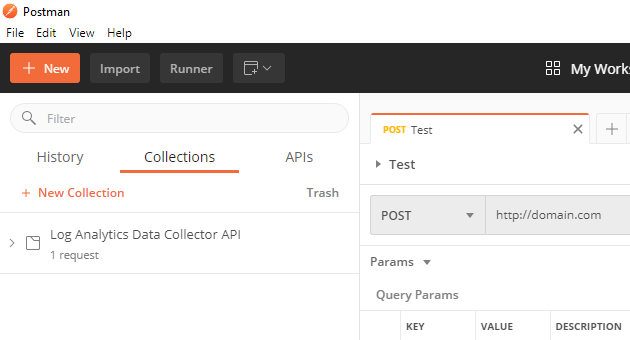 Postman
File Edit View Help
New Import Runner My Works
Filter
History Collections APIs
+ New Collection Trash
Log Analytics Data Collector API
1 request
POST Test
Test
POST http://domain.com
Params
Query Params
KEY VALUE DESCRIPTION